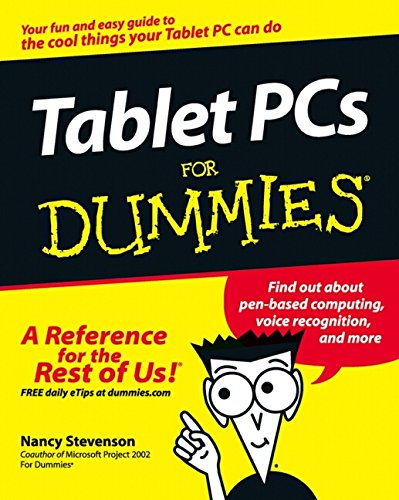 Your fun and easy guide to
the cool things your Tablet PC can do
Tablet PCs
FOR
DUMMIES®
Find out about
pen-based computing,
voice recognition,
and more
A Reference
for the
Rest of Us!®
FREE daily eTips at dummies.com
Nancy Stevenson
Coauthor of Microsoft Project 2002
For Dummies®